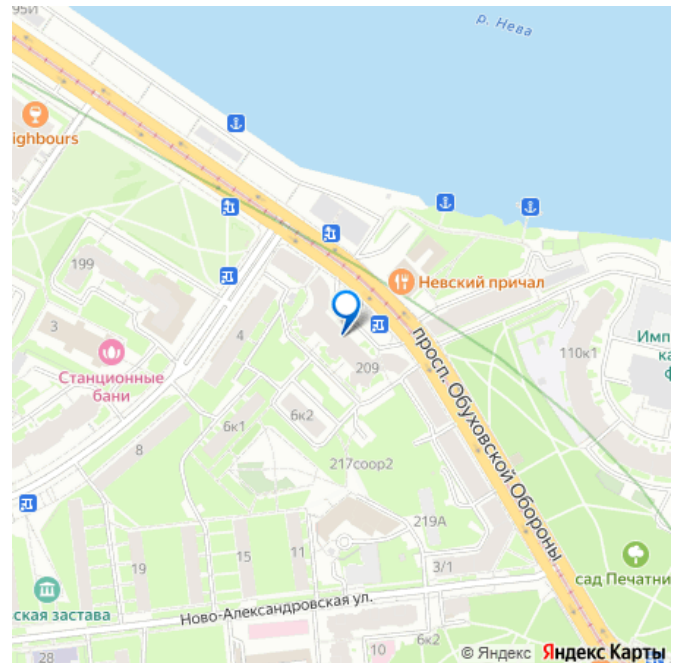 95И
р. Нева
ighbours
199
Невский причал
3
4
просп. Обуховской Обороны
Имп
ка
ф
110к1
Станционные
бани
209
6к2
6к1
8
217соор2
219А
19
15
11
3/1
сад Печатни
ская застава
Ново-Александровская ул.
28
10
6к2
© Яндекс Яндекс Карты